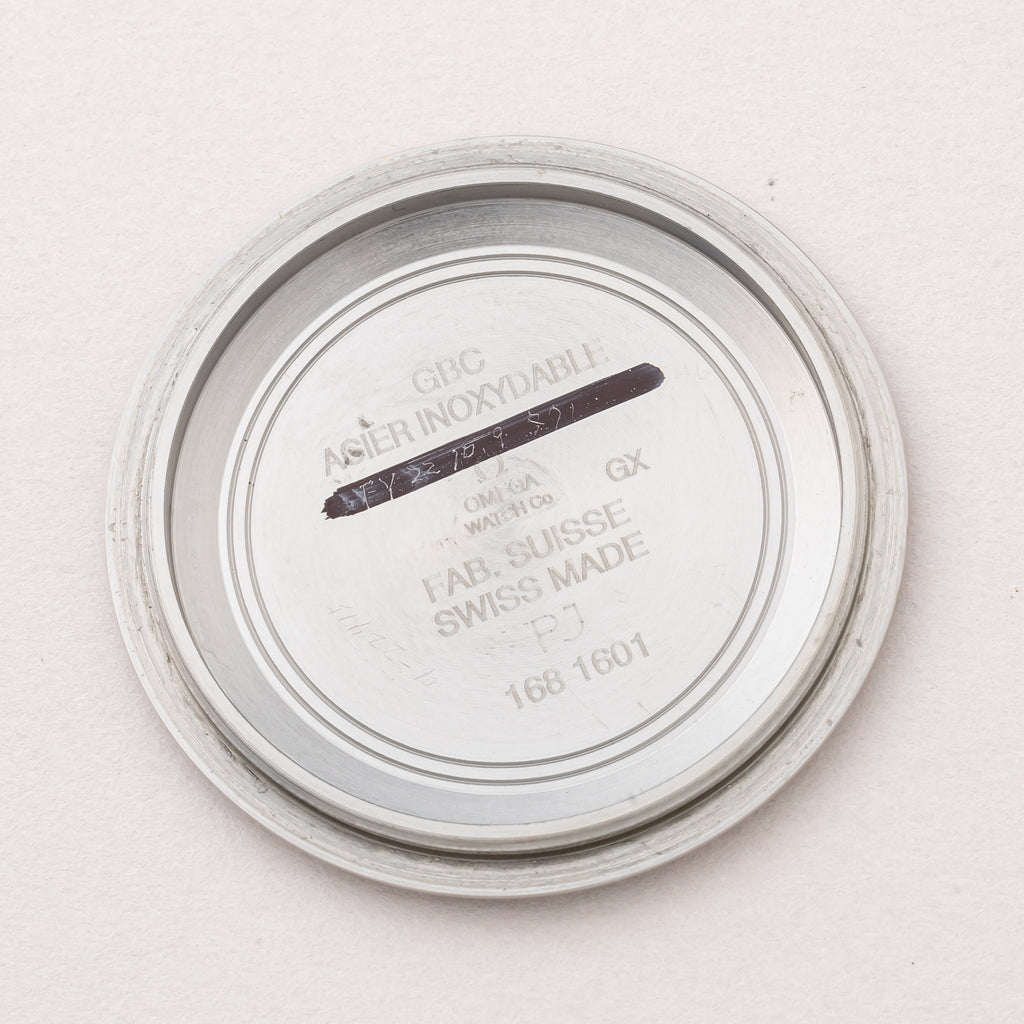 GBC
ACIER INOXYDABLE
OMEGA
WATCH Co
GX
FAB. SUISSE
SWISS MADE
PJ
168 1601